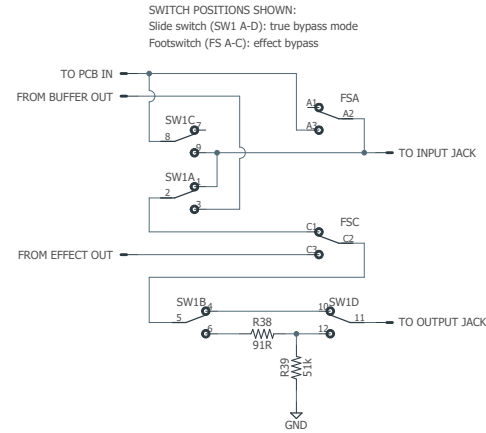 SWITCH POSITIONS SHOWN:
Slide switch (SW1 A-D): true bypass mode
Footswitch (FS A-C): effect bypass
TO PCB IN
FROM BUFFER OUT
FSA
A1
A2
A3
SW1C
7
8
9
TO INPUT JACK
SW1A
1
2
3
FSC
C1
C2
C3
FROM EFFECT OUT
SW1B
4
5
6
R38
91R
10
SW1D
11
12
TO OUTPUT JACK
R39
51k
GND